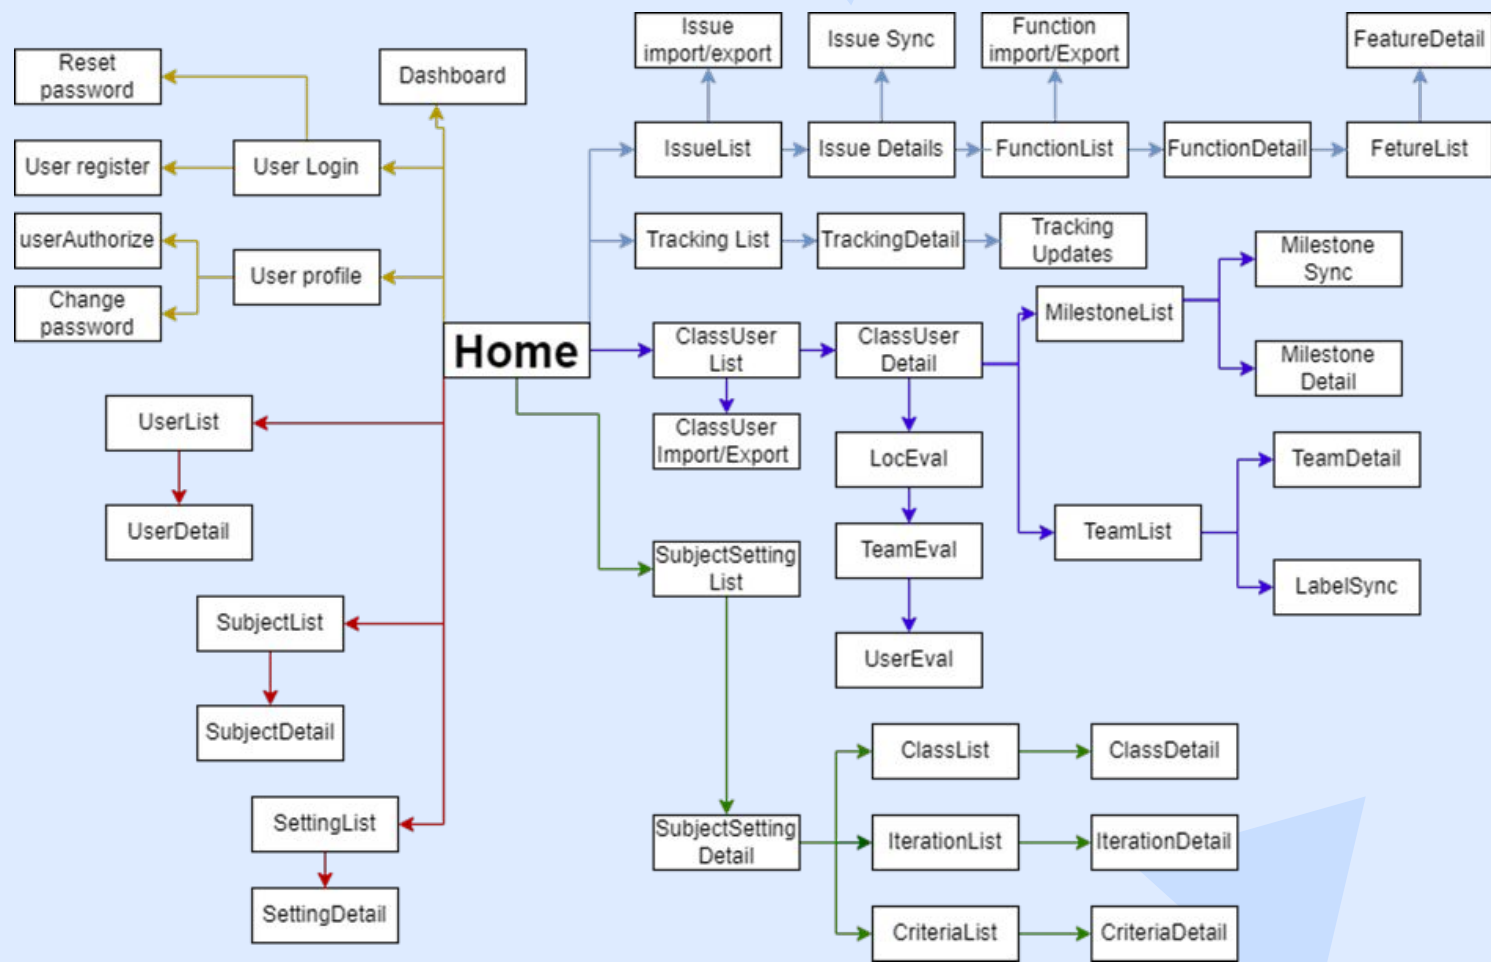 Issue
import/export
Issue Sync
Function
import/Export
FeatureDetail
Reset
password
Dashboard
User register
User Login
IssueList
Issue Details
FunctionList
FunctionDetail
FetureList
userAuthorize
User profile
Change
password
Tracking List
TrackingDetail
Tracking
Updates
Milestone
Sync
MilestoneList
Milestone
Detail
Home
ClassUser
List
ClassUser
Detail
ClassUser
Import/Export
UserList
UserDetail
LocEval
TeamEval
UserEval
TeamDetail
TeamList
LabelSync
SubjectSetting
List
SubjectList
SubjectDetail
SettingList
SettingDetail
SubjectSetting
Detail
ClassList
ClassDetail
IterationList
IterationDetail
CriteriaList
CriteriaDetail